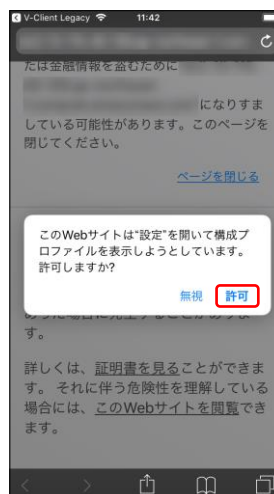 V-Client Legacy 11:42
たは金融情報を盗むために
になりすま
している可能性があります。このページを
閉じてください。
ページを閉じる
このWebサイトは“設定”を開いて構成プ
ロファイルを表示しようとしています。
許可しますか?
無視 許可
す。
詳しくは、証明書を見ることができま
す。 それに伴う危険性を理解している
場合には、このWebサイトを閲覧でき
ます。